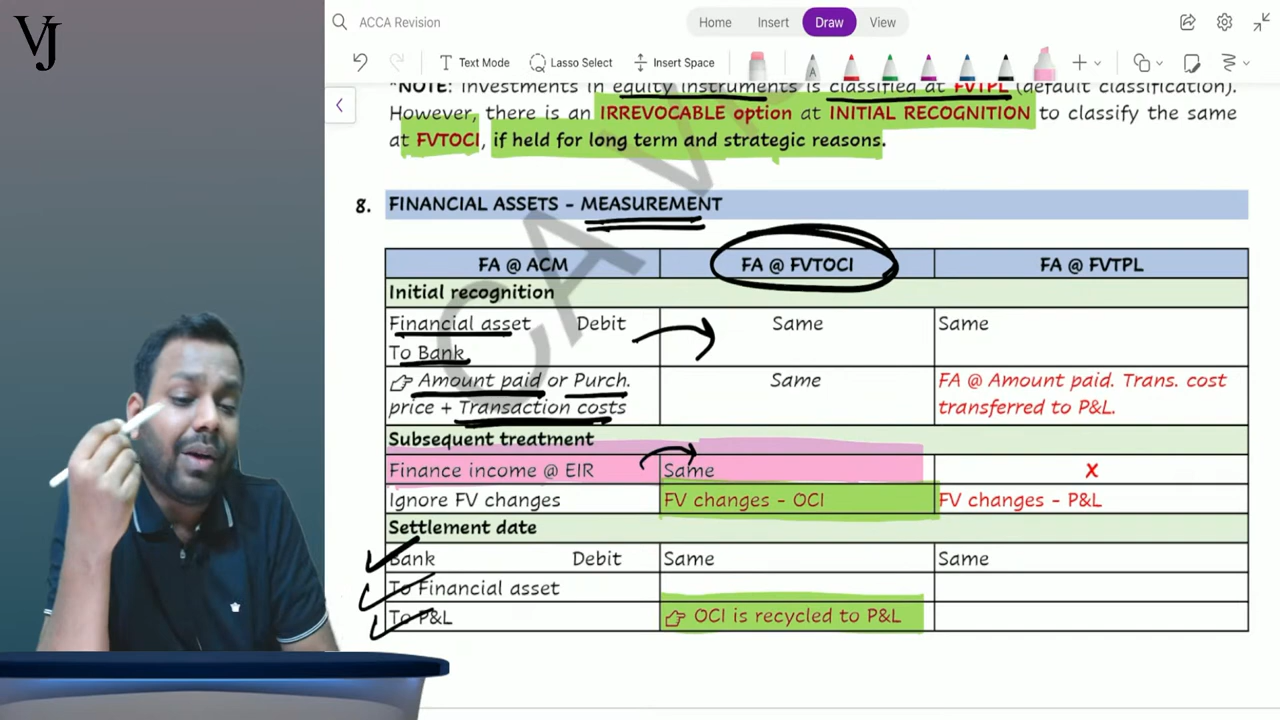 VJ
ACCA Revision
Home Insert Draw View
Text Mode Lasso Select Insert Space
*NOTE: Investments in equity instruments is classified at FVTPL (default classification).
However, there is an IRREVOCABLE option at INITIAL RECOGNITION to classify the same
at FVTOCI, if held for long term and strategic reasons.
8. FINANCIAL ASSETS - MEASUREMENT
FA @ ACM FA @ FVTOCI FA @ FVTPL
Initial recognition
Financial asset Debit Same Same
To Bank
Amount paid or Purch. Same FA @ Amount paid. Trans. cost
price + Transaction costs transferred to P&L.
Subsequent treatment
Finance income @ EIR Same X
Ignore FV changes FV changes - OCI FV changes - P&L
Settlement date
Bank Debit Same Same
To Financial asset
To P&L OCI is recycled to P&L
CA V